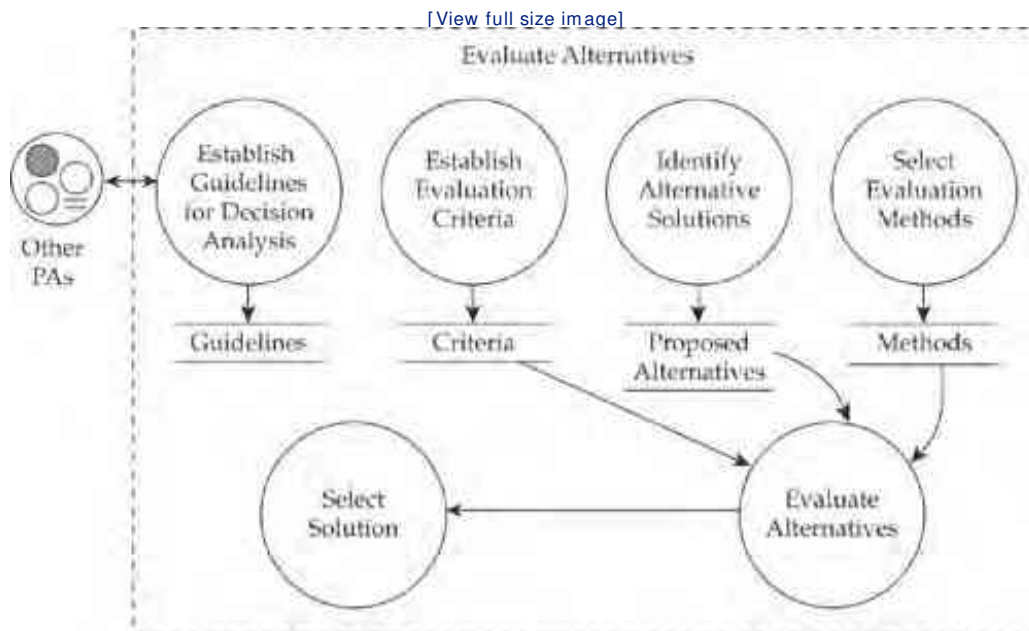 [View full size image]
Evaluate Alternatives
Establish
Guidelines
for Decision
Analysis
Establish
Evaluation
Criteria
Identify
Alternative
Solutions
Select
Evaluation
Methods
Other
PAs
Guidelines
Criteria
Proposed
Alternatives
Methods
Select
Solution
Evaluate
Alternatives